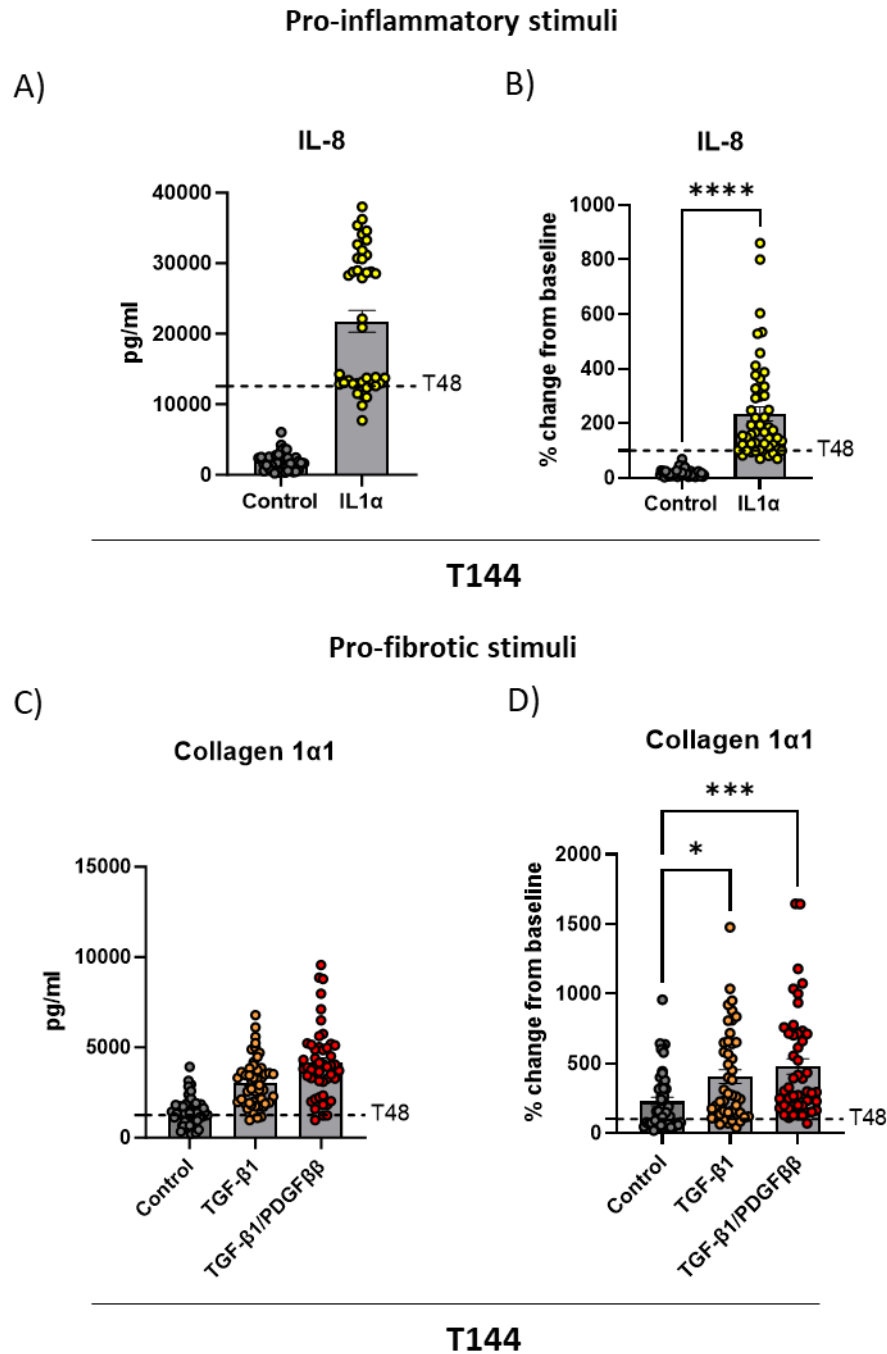 Pro-inflammatory stimuli
A)
B)
IL-8
IL-8
pg/ml
40000
30000
20000
10000
0
T48
Control
IL1α
% change from baseline
1000
800
600
400
200
0
****
T48
Control
IL1α
T144
Pro-fibrotic stimuli
C)
D)
Collagen 1α1
Collagen 1α1
pg/ml
15000
10000
5000
0
T48
Control
TGF-β1
TGF-β1/PDGFββ
% change from baseline
2000
1500
1000
500
0
***
*
T48
Control
TGF-β1
TGF-β1/PDGFββ
T144